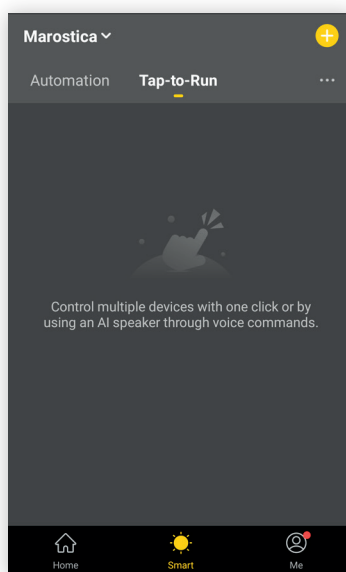 Marostica
Automation Tap-to-Run
Control multiple devices with one click or by
using an AI speaker through voice commands.
Home Smart Me